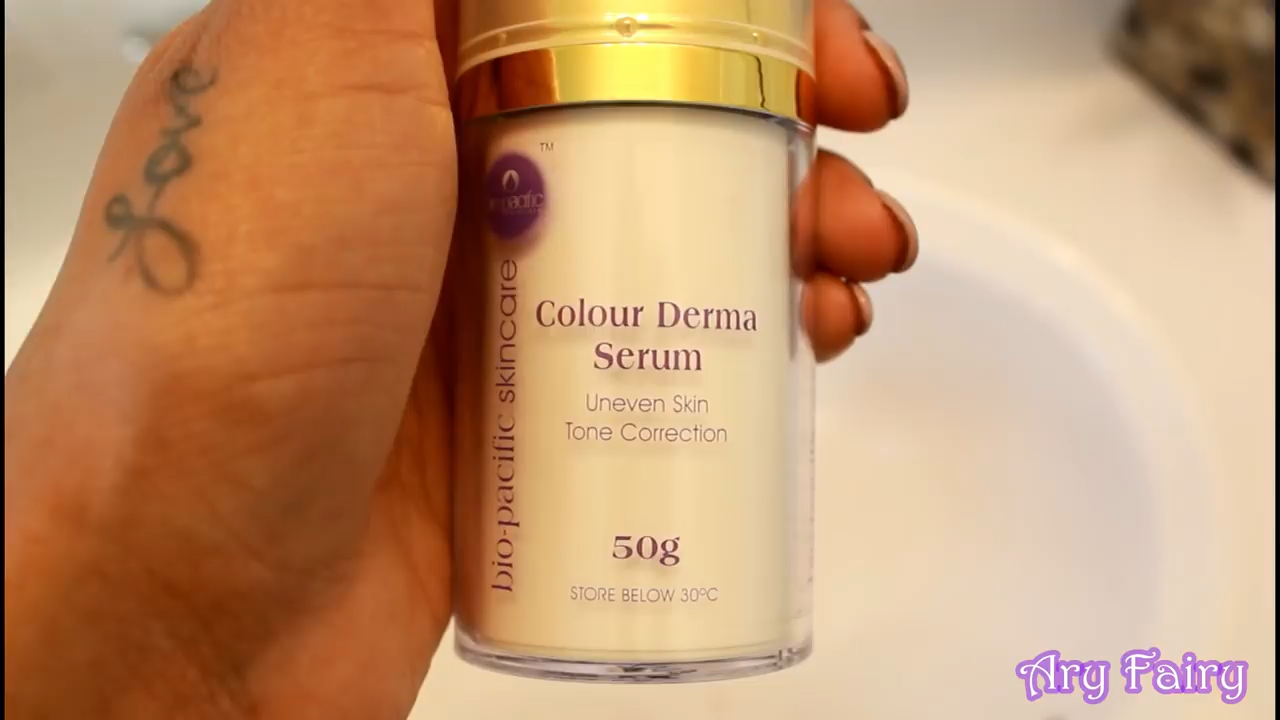 love
TM
bio-pacific skincare
Colour Derma
Serum
Uneven Skin
Tone Correction
50g
STORE BELOW 30°C
Ary Fairy